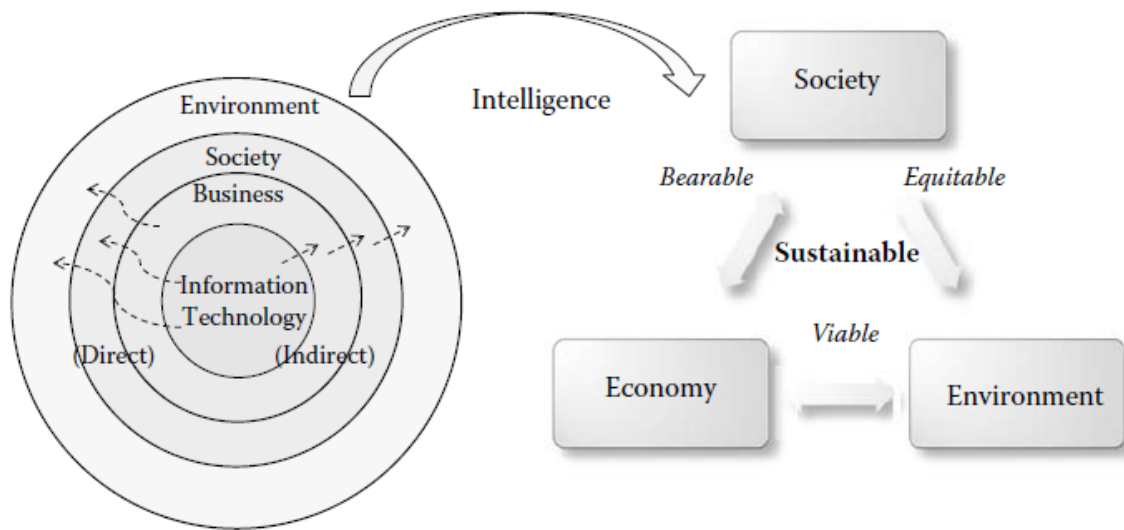 Environment
Society
Business
Information
Technology
(Direct)
(Indirect)
Intelligence
Society
Bearable
Equitable
Sustainable
Viable
Economy
Environment